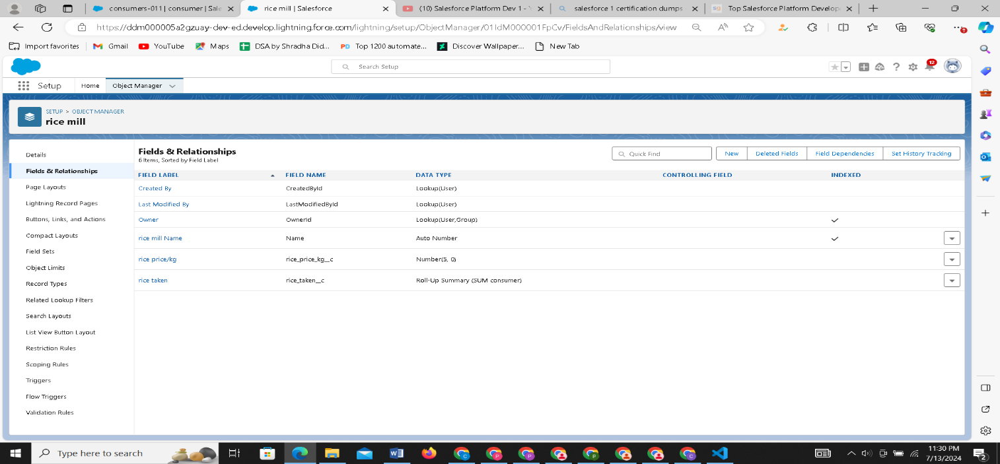 consumers-011 | consumer | Sale
rice mill | Salesforce
(10) Salesforce Platform Dev 1 - Y
salesforce 1 certification dumps
Top Salesforce Platform Develop
https://ddm000005a2gzuay-dev-ed.develop.lightning.force.com/lightning/setup/ObjectManager/01IdM000001FpCv/FieldsAndRelationships/view
Import favorites
Gmail
YouTube
Maps
DSA by Shradha Did...
Top 1200 automate...
Discover Wallpaper...
New Tab
Search Setup
12
Setup
Home
Object Manager
SETUP > OBJECT MANAGER
rice mill
Details
Fields & Relationships
Page Layouts
Lightning Record Pages
Buttons, Links, and Actions
Compact Layouts
Field Sets
Object Limits
Record Types
Related Lookup Filters
Search Layouts
List View Button Layout
Restriction Rules
Scoping Rules
Triggers
Flow Triggers
Validation Rules
Fields & Relationships
6 Items, Sorted by Field Label
Quick Find
New
Deleted Fields
Field Dependencies
Set History Tracking
FIELD LABEL FIELD NAME DATA TYPE CONTROLLING FIELD INDEXED
Created By CreatedById Lookup(User)
Last Modified By LastModifiedById Lookup(User)
Owner OwnerId Lookup(User,Group)
rice mill Name Name Auto Number
rice price/kg rice_price_kg__c Number(5, 0)
rice taken rice_taken__c Roll-Up Summary (SUM consumer)
Type here to search
11:30 PM
7/13/2024
2